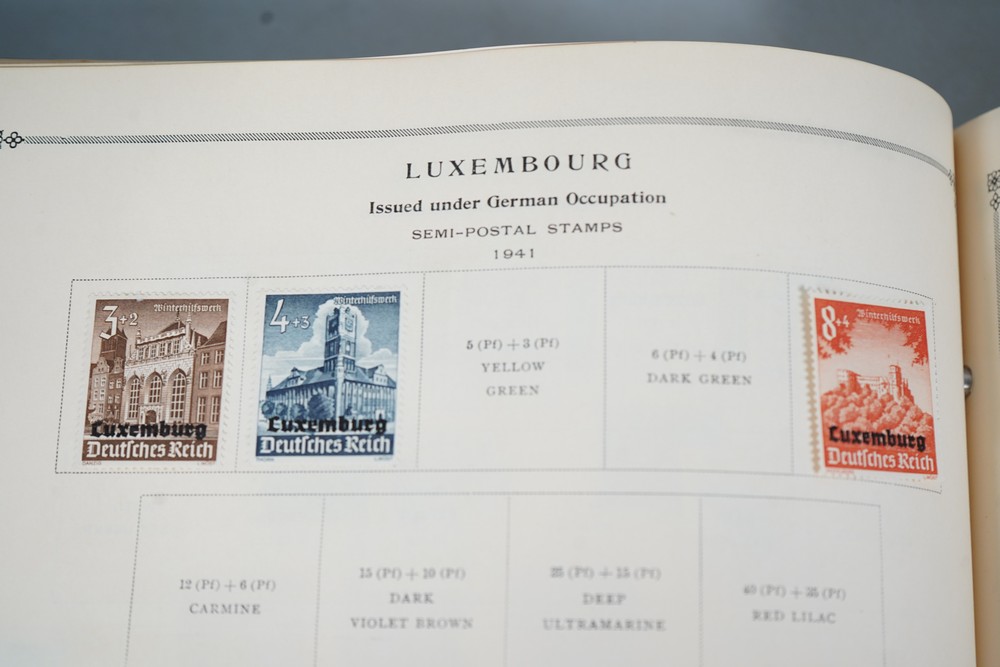 LUXEMBOURG
Issued under German Occupation
SEMI-POSTAL STAMPS
1941
3+2
Winterhilfswerk
Luxemburg
Deutsches Reich
4+3
Winterhilfswerk
Luxemburg
Deutsches Reich
5 (Pf) + 3 (Pf)
YELLOW
GREEN
6 (Pf) + 4 (Pf)
DARK GREEN
8+4
Winterhilfswerk
Luxemburg
Deutsches Reich
12 (Pf) + 6 (Pf)
CARMINE
15 (Pf) + 10 (Pf)
DARK
VIOLET BROWN
25 (Pf) + 15 (Pf)
DEEP
ULTRAMARINE
40 (Pf) + 35 (Pf)
RED LILAC